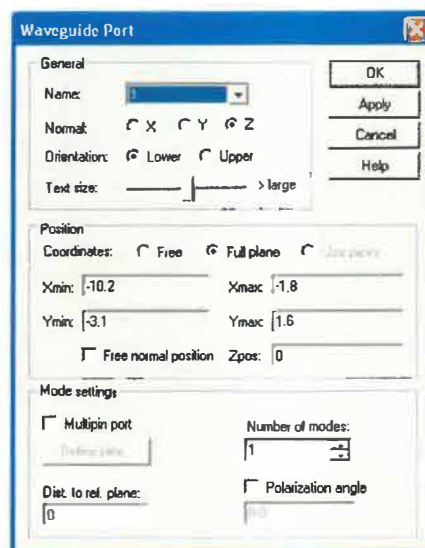 Waveguide Port
General
Name: 1
Normal: X Y Z
Orientation: Lower Upper
Text size: > large
OK
Apply
Cancel
Help
Position
Coordinates: Free Full plane
Xmin: -10.2 Xmax: -1.8
Ymin: -3.1 Ymax: 1.6
Free normal position Zpos: 0
Mode settings
Multipin port Number of modes:
1
Dist. to ref. plane: Polarization angle
0